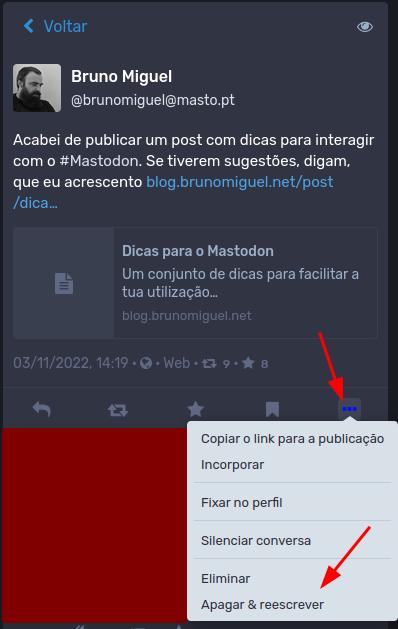 Voltar
Bruno Miguel
@brunomiguel@masto.pt
Acabei de publicar um post com dicas para interagir
com o #Mastodon. Se tiverem sugestões, digam,
que eu acrescento blog.brunomiguel.net/post
/dica…
Dicas para o Mastodon
Um conjunto de dicas para facilitar a
tua utilização…
blog.brunomiguel.net
03/11/2022, 14:19 • • Web • 9 • 8
Copiar o link para a publicação
Incorporar
Fixar no perfil
Silenciar conversa
Eliminar
Apagar & reescrever